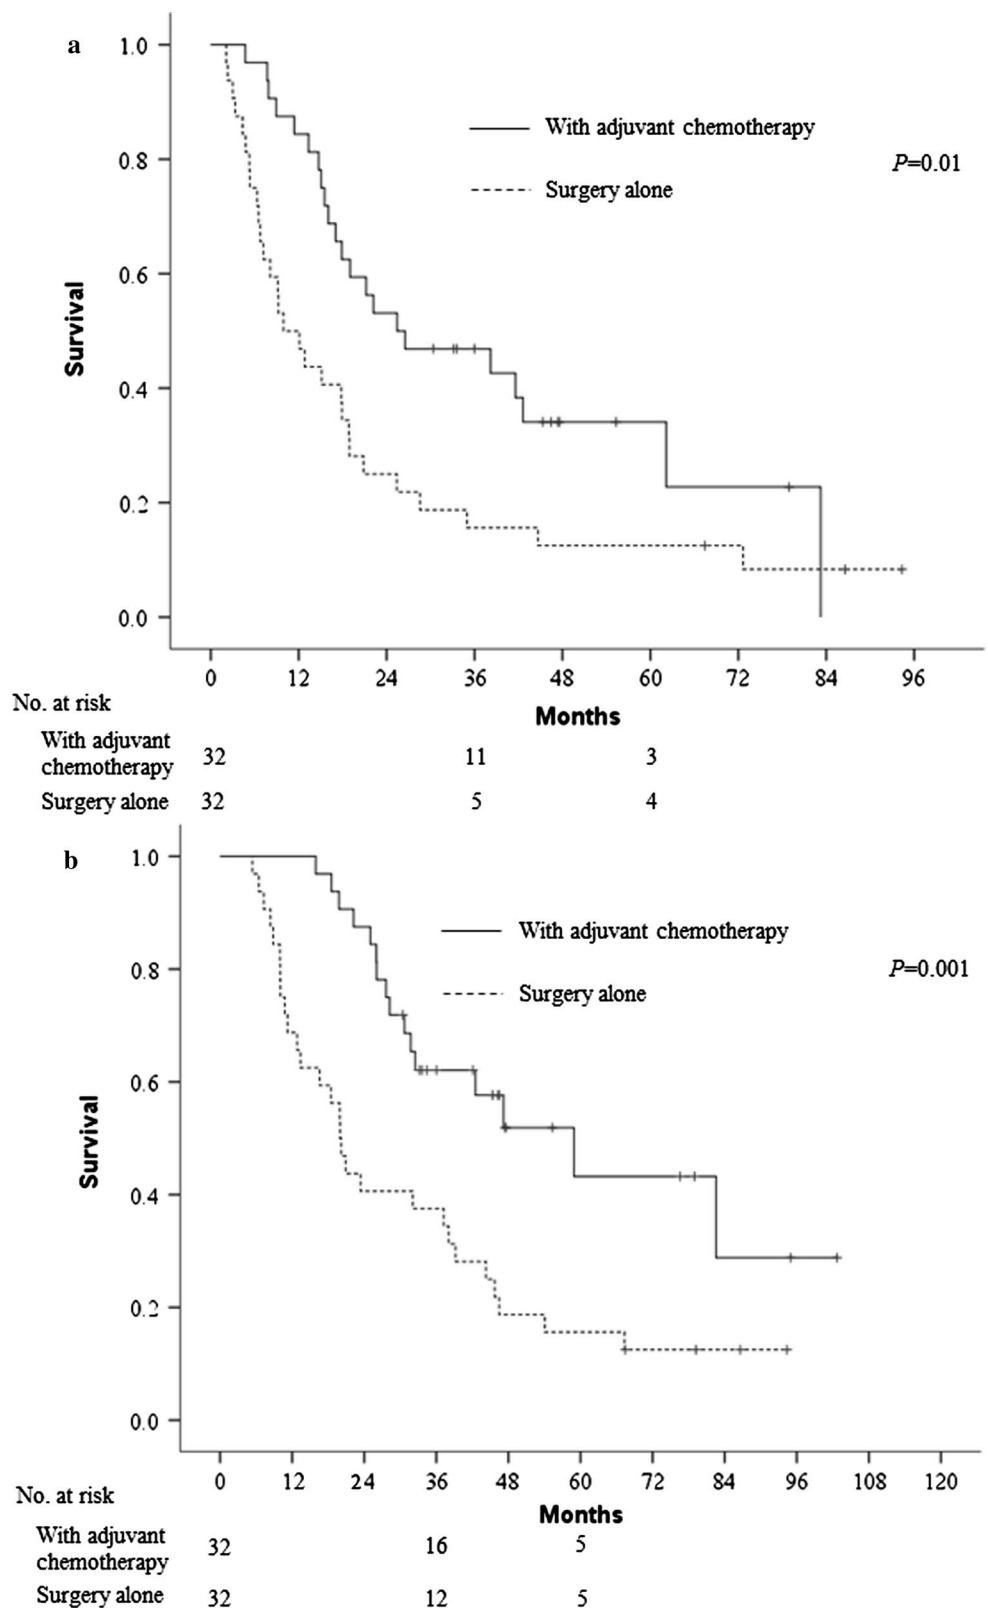 a
1.0
0.8
0.6
0.4
0.2
0.0
Survival
With adjuvant chemotherapy
Surgery alone
P=0.01
0 12 24 36 48 60 72 84 96
Months
No. at risk
With adjuvant
chemotherapy 32 11 3
Surgery alone 32 5 4
b
1.0
0.8
0.6
0.4
0.2
0.0
Survival
With adjuvant chemotherapy
Surgery alone
P=0.001
0 12 24 36 48 60 72 84 96 108 120
Months
No. at risk
With adjuvant
chemotherapy 32 16 5
Surgery alone 32 12 5